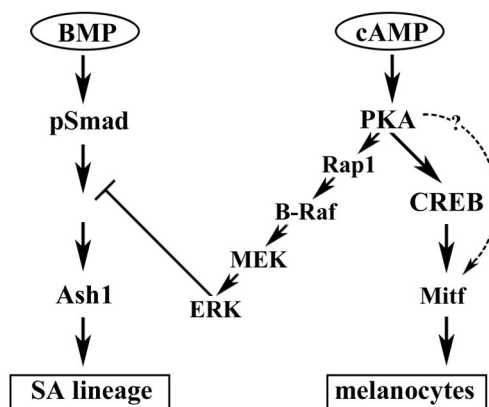 BMP
cAMP
pSmad
PKA
?
Rap1
CREB
B-Raf
MEK
Ash1
ERK
Mitf
SA lineage
melanocytes